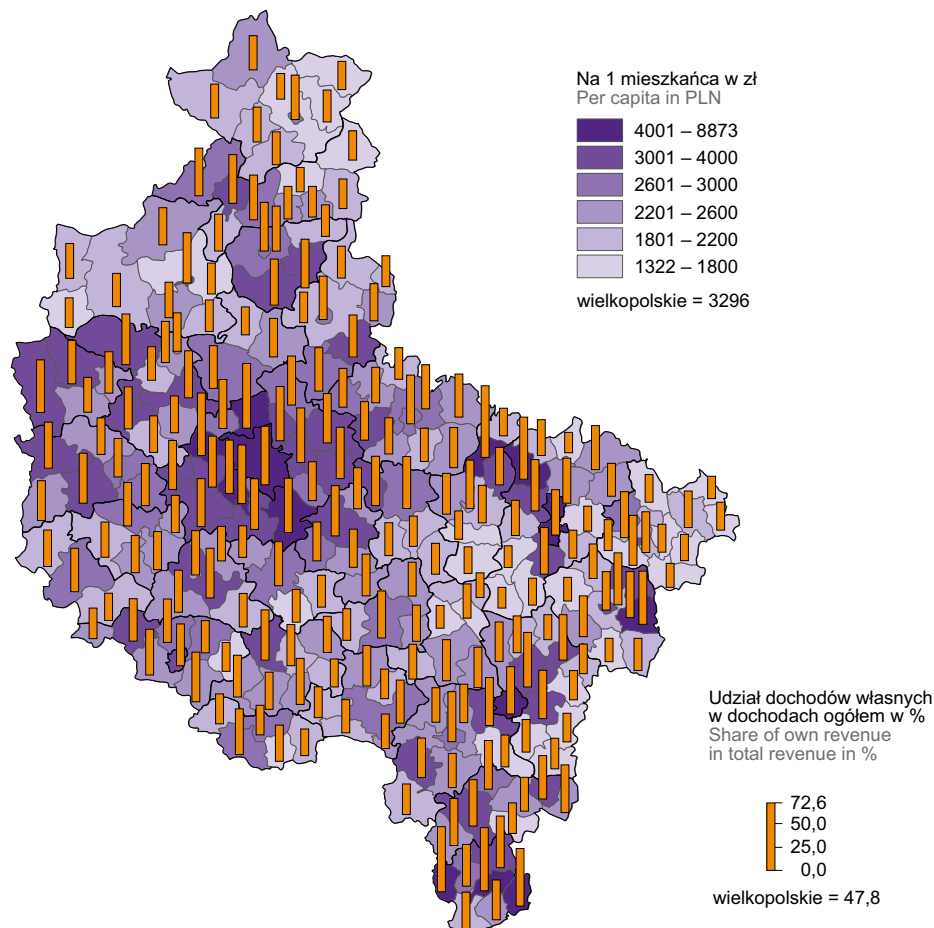 Na 1 mieszkańca w zł
Per capita in PLN
4001 – 8873
3001 – 4000
2601 – 3000
2201 – 2600
1801 – 2200
1322 – 1800
wielkopolskie = 3296
Udział dochodów własnych
w dochodach ogółem w %
Share of own revenue
in total revenue in %
72,6
50,0
25,0
0,0
wielkopolskie = 47,8